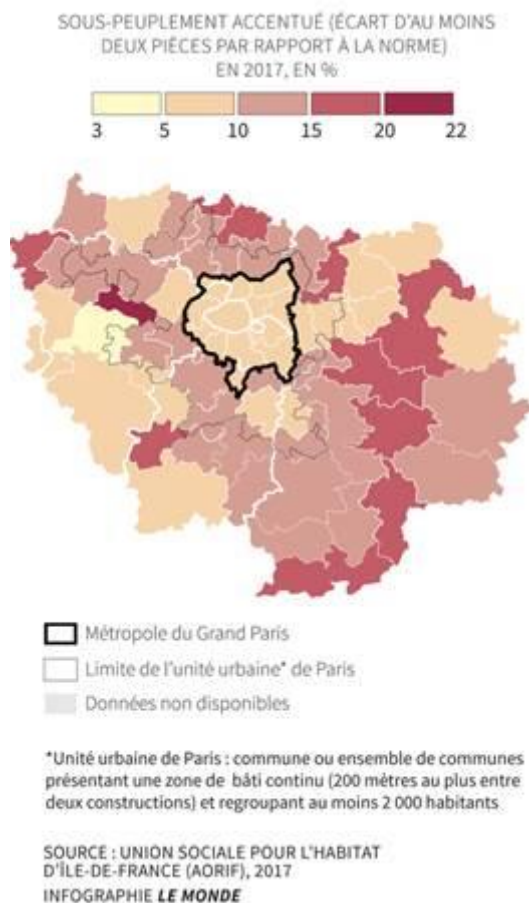 SOUS-PEUPLEMENT ACCENTUÉ (ÉCART D'AU MOINS
DEUX PIÈCES PAR RAPPORT À LA NORME)
EN 2017, EN %
3 5 10 15 20 22
Métropole du Grand Paris
Limite de l'unité urbaine* de Paris
Données non disponibles
*Unité urbaine de Paris : commune ou ensemble de communes
présentant une zone de bâti continu (200 mètres au plus entre
deux constructions) et regroupant au moins 2 000 habitants
SOURCE : UNION SOCIALE POUR L'HABITAT
D'ÎLE-DE-FRANCE (AORIF), 2017
INFOGRAPHIE LE MONDE